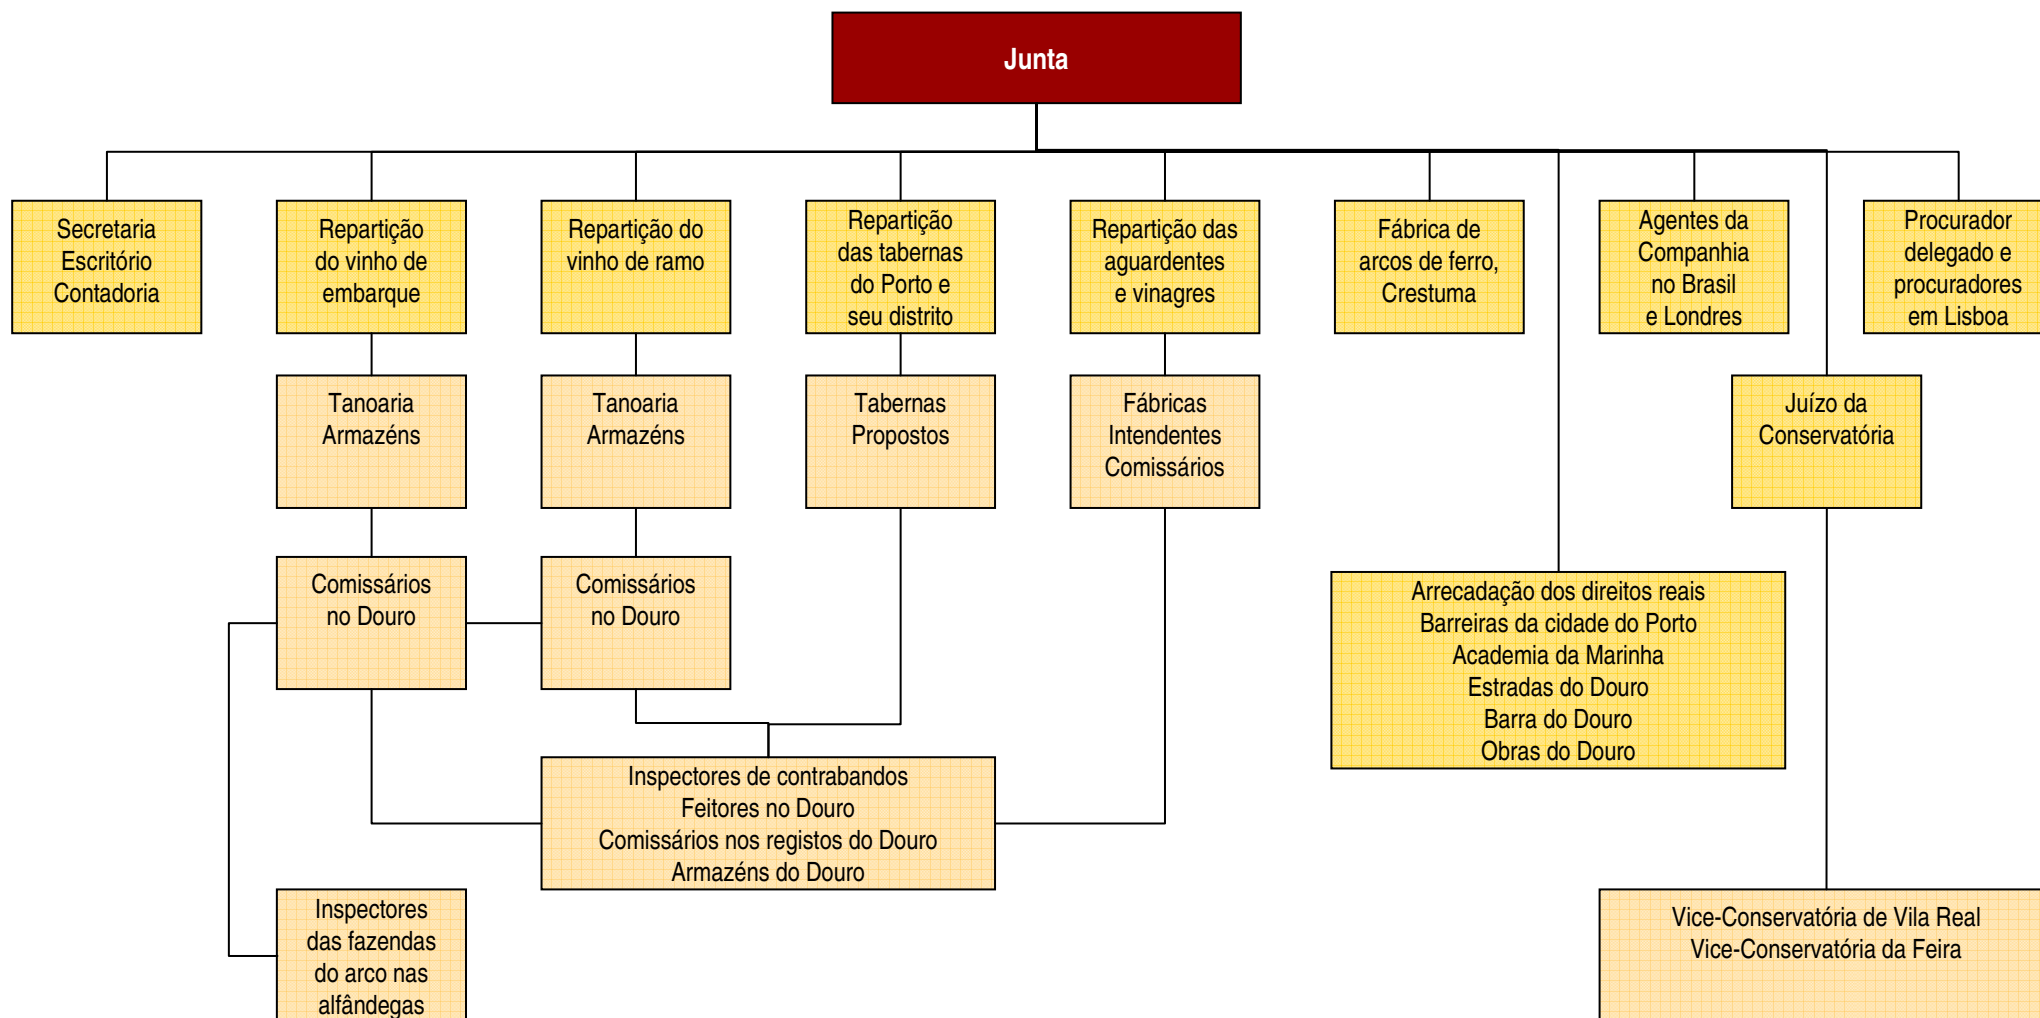 Junta
Secretaria
Escritório
Contadoria
Repartição
do vinho de
embarque
Repartição do
vinho de ramo
Repartição
das tabernas
do Porto e
seu distrito
Repartição das
aguardentes
e vinagres
Fábrica de
arcos de ferro,
Crestuma
Agentes da
Companhia
no Brasil
e Londres
Procurador
delegado e
procuradores
em Lisboa
Tanoaria
Armazéns
Tanoaria
Armazéns
Tabernas
Propostos
Fábricas
Intendentes
Comissários
Juízo da
Conservatória
Comissários
no Douro
Comissários
no Douro
Arrecadação dos direitos reais
Barreiras da cidade do Porto
Academia da Marinha
Estradas do Douro
Barra do Douro
Obras do Douro
Inspectores de contrabandos
Feitores no Douro
Comissários nos registos do Douro
Armazéns do Douro
Inspectores
das fazendas
do arco nas
alfândegas
Vice-Conservatória de Vila Real
Vice-Conservatória da Feira